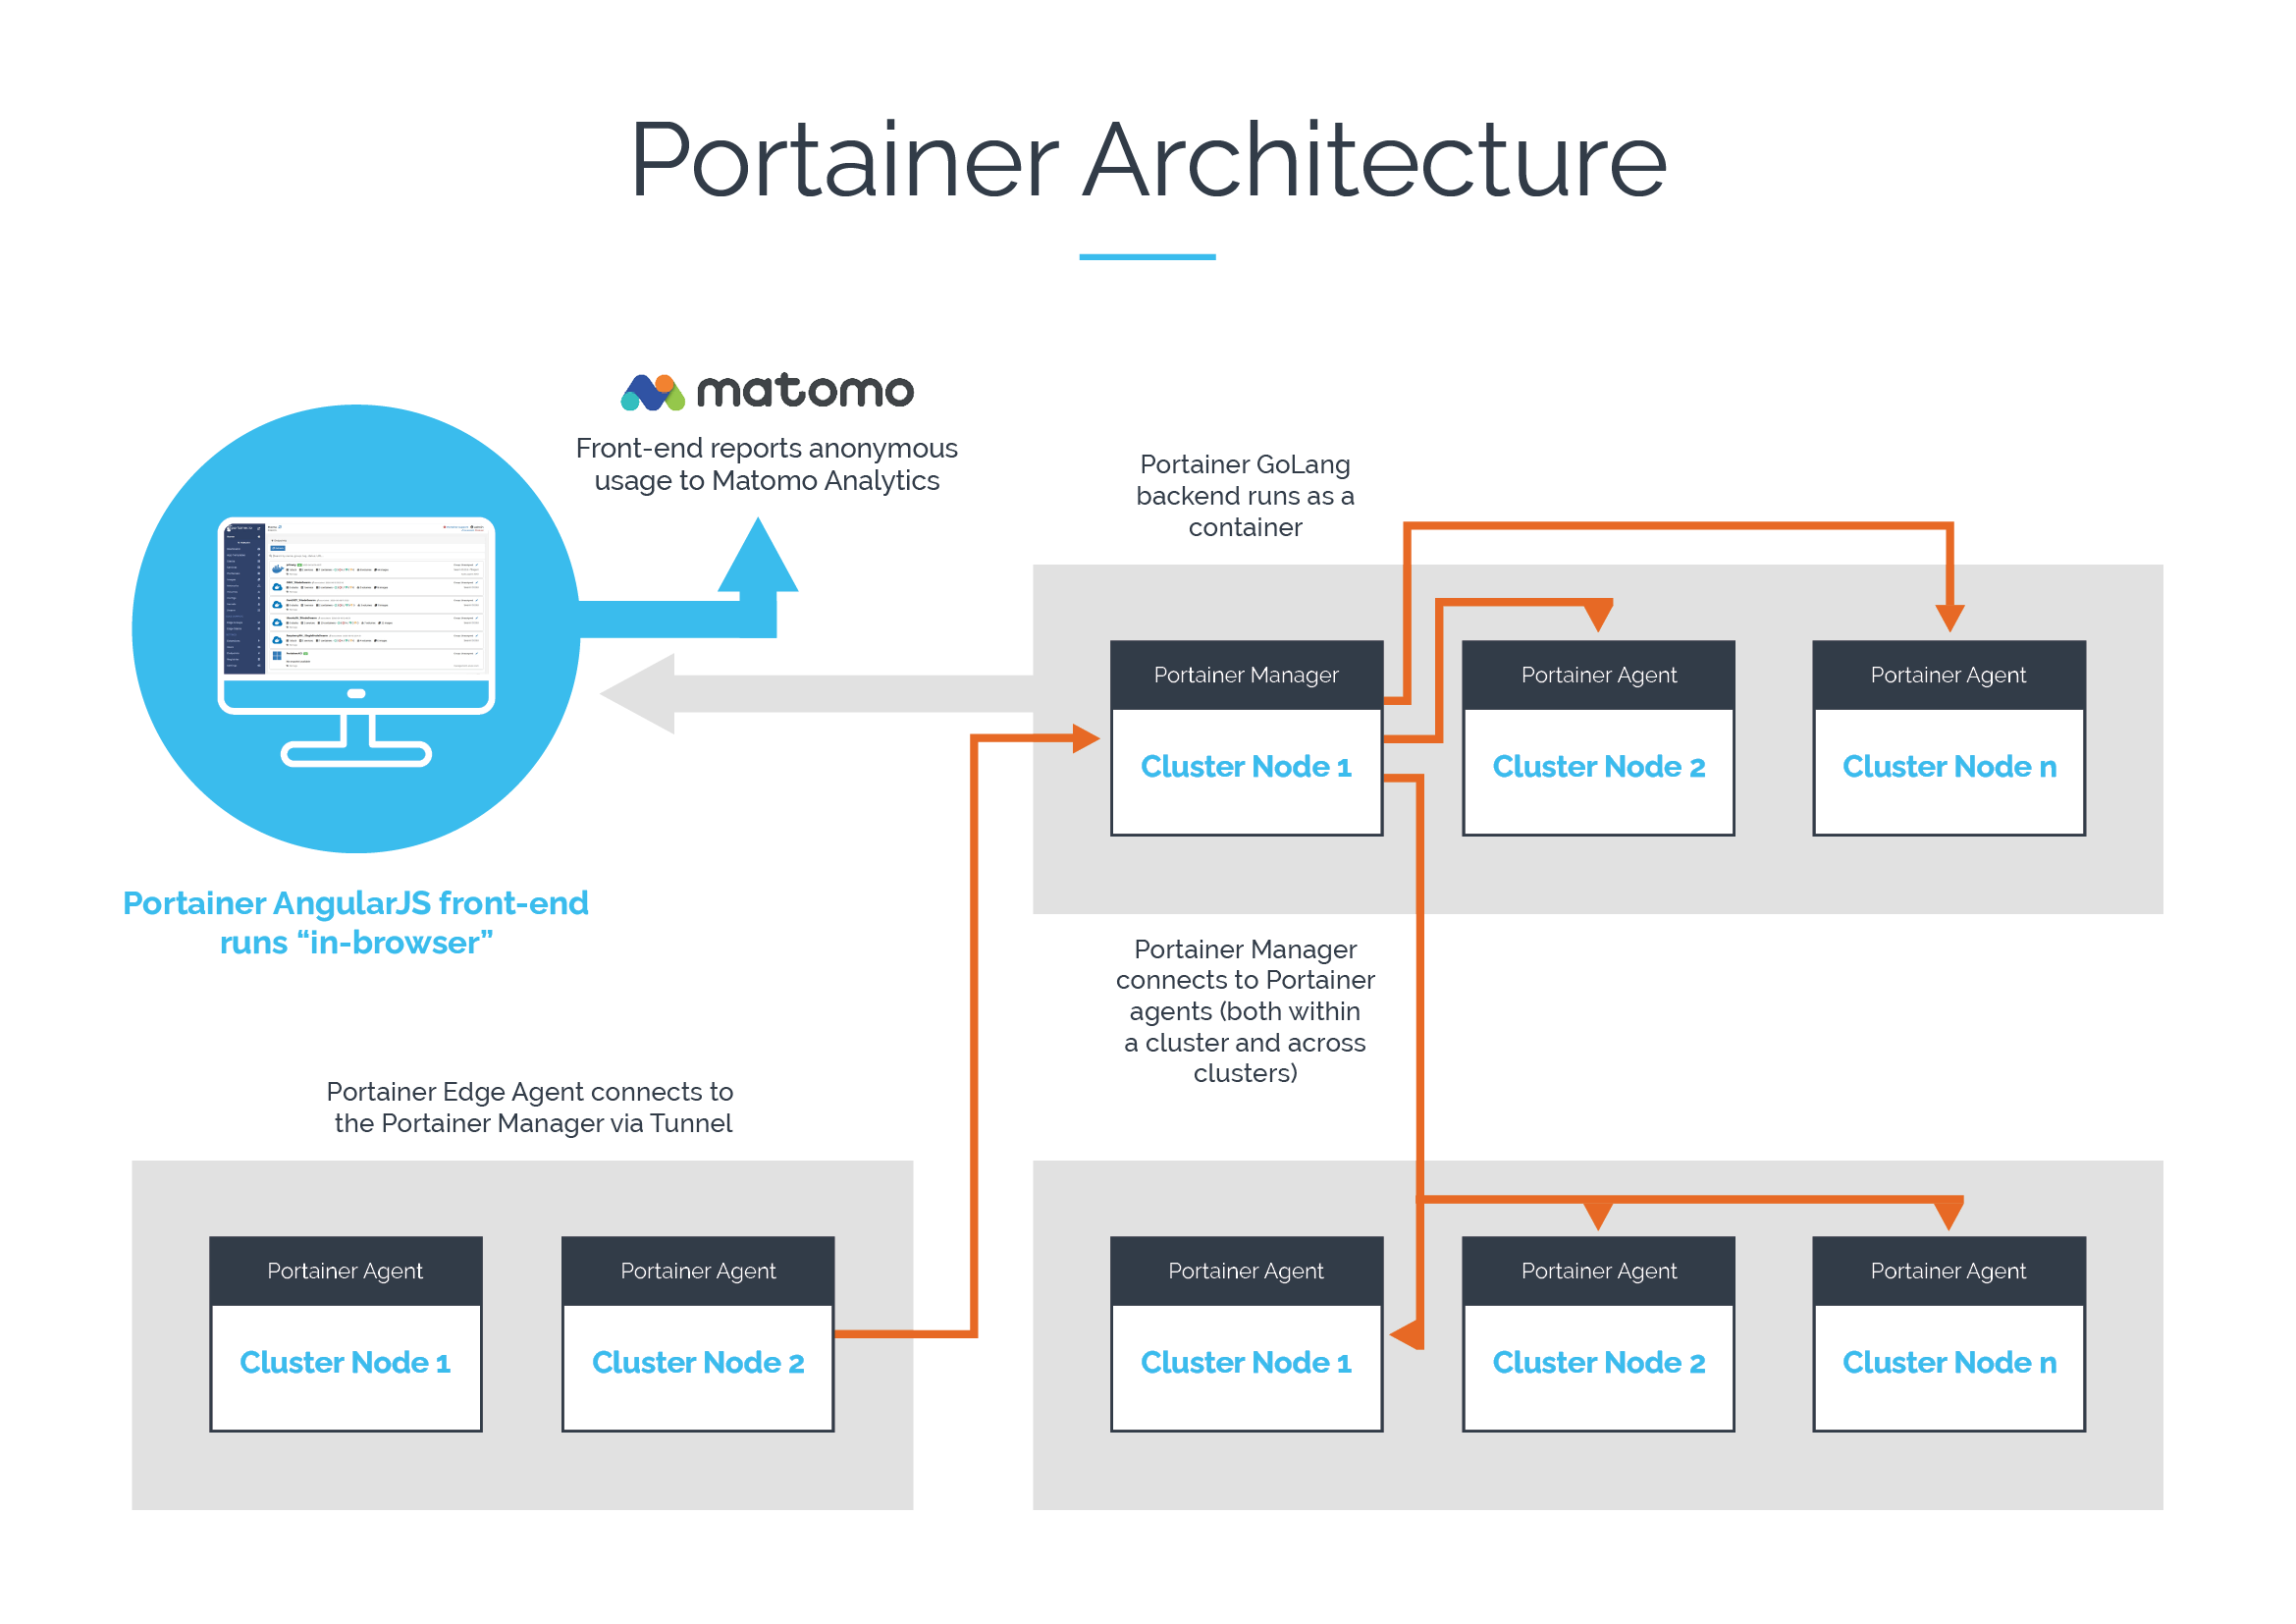 Portainer Architecture
matomo
Front-end reports anonymous
usage to Matomo Analytics
Portainer GoLang
backend runs as a
container
Portainer Manager
Cluster Node 1
Portainer Agent
Cluster Node 2
Portainer Agent
Cluster Node n
Portainer AngularJS front-end
runs “in-browser”
Portainer Manager
connects to Portainer
agents (both within
a cluster and across
clusters)
Portainer Edge Agent connects to
the Portainer Manager via Tunnel
Portainer Agent
Cluster Node 1
Portainer Agent
Cluster Node 2
Portainer Agent
Cluster Node 1
Portainer Agent
Cluster Node 2
Portainer Agent
Cluster Node n